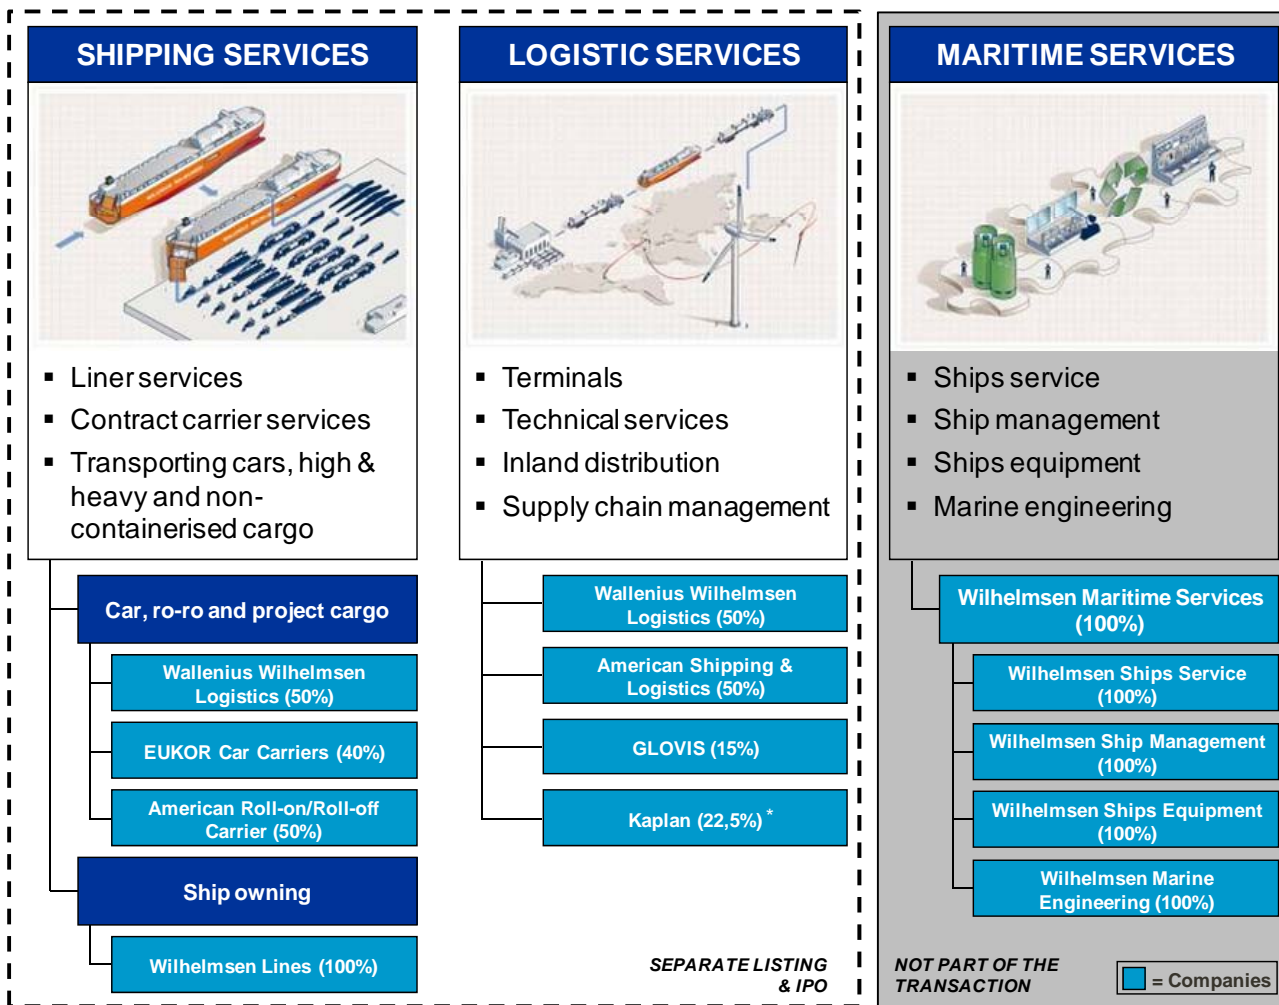 SHIPPING SERVICES
▪ Liner services
▪ Contract carrier services
▪ Transporting cars, high &
heavy and non-
containerised cargo
Car, ro-ro and project cargo
Wallenius Wilhelmsen
Logistics (50%)
EUKOR Car Carriers (40%)
American Roll-on/Roll-off
Carrier (50%)
Ship owning
Wilhelmsen Lines (100%)
LOGISTIC SERVICES
▪ Terminals
▪ Technical services
▪ Inland distribution
▪ Supply chain management
Wallenius Wilhelmsen
Logistics (50%)
American Shipping &
Logistics (50%)
GLOVIS (15%)
Kaplan (22,5%) *
SEPARATE LISTING
& IPO
MARITIME SERVICES
▪ Ships service
▪ Ship management
▪ Ships equipment
▪ Marine engineering
Wilhelmsen Maritime Services
(100%)
Wilhelmsen Ships Service
(100%)
Wilhelmsen Ship Management
(100%)
Wilhelmsen Ships Equipment
(100%)
Wilhelmsen Marine
Engineering (100%)
NOT PART OF THE
TRANSACTION
= Companies